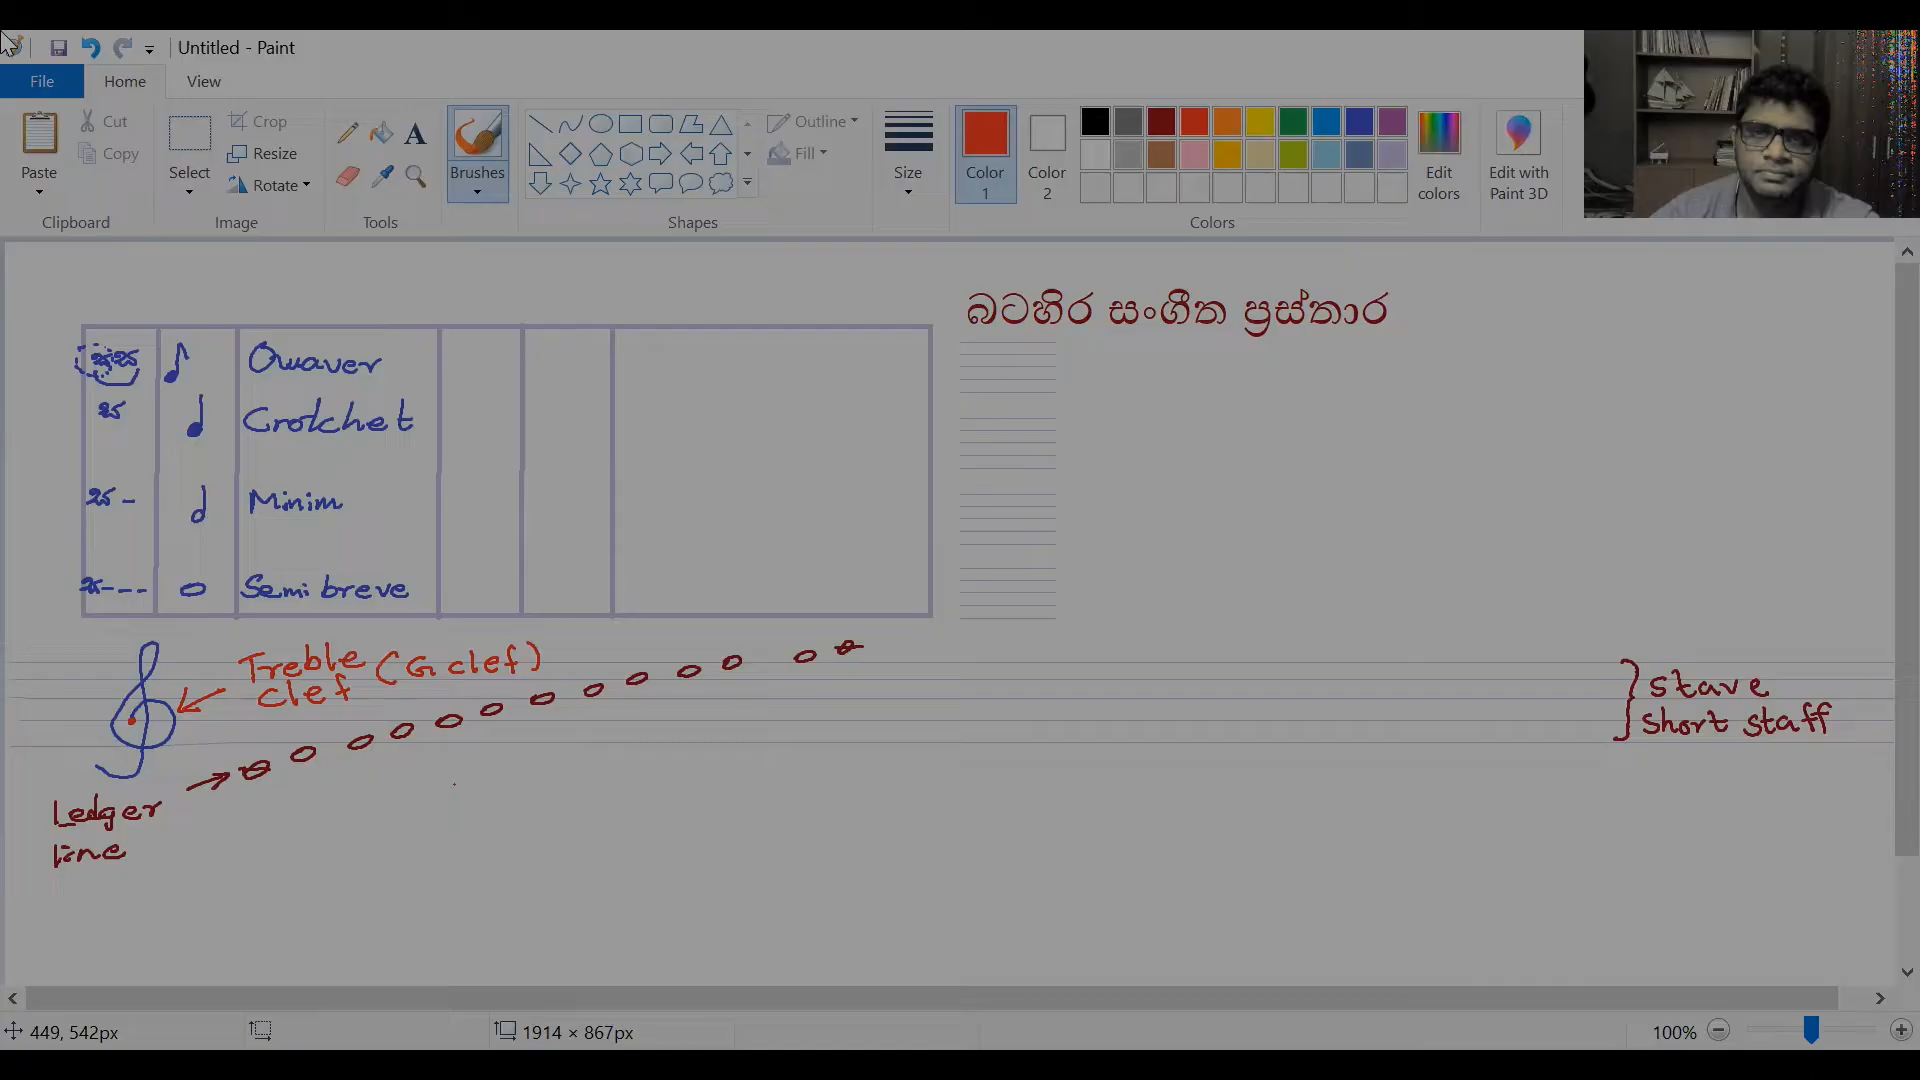 Untitled - Paint
File Home View
Paste
Cut
Copy
Clipboard
Select
Crop
Resize
Rotate
Image
Tools
Brushes
Shapes
Outline
Fill
Size
Color 1
Color 2
Edit colors
Colors
Edit with Paint 3D
බටහිර සංගීත ප්‍රස්තාර
සස Quaver
ස Crotchet
ස - Minim
ස--- Semi breve
Treble (G clef)
clef
Stave
Short staff
Ledger
line
449, 542px
1914 × 867px
100%